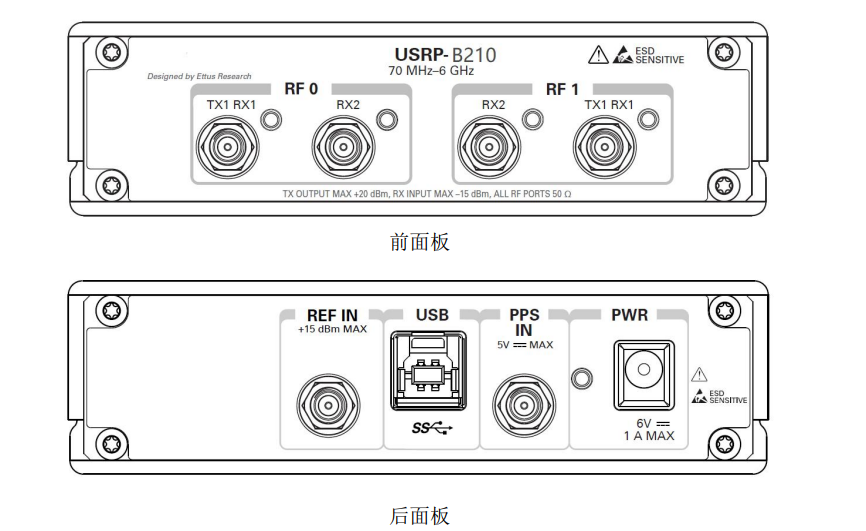 USRP-B210
70 MHz–6 GHz
ESD
SENSITIVE
Designed by Ettus Research
RF 0
RF 1
TX1 RX1
RX2
RX2
TX1 RX1
TX OUTPUT MAX +20 dBm, RX INPUT MAX –15 dBm, ALL RF PORTS 50 Ω
前面板
REF IN
+15 dBm MAX
USB
SS
PPS
IN
5V MAX
PWR
6V
1 A MAX
ESD
SENSITIVE
后面板